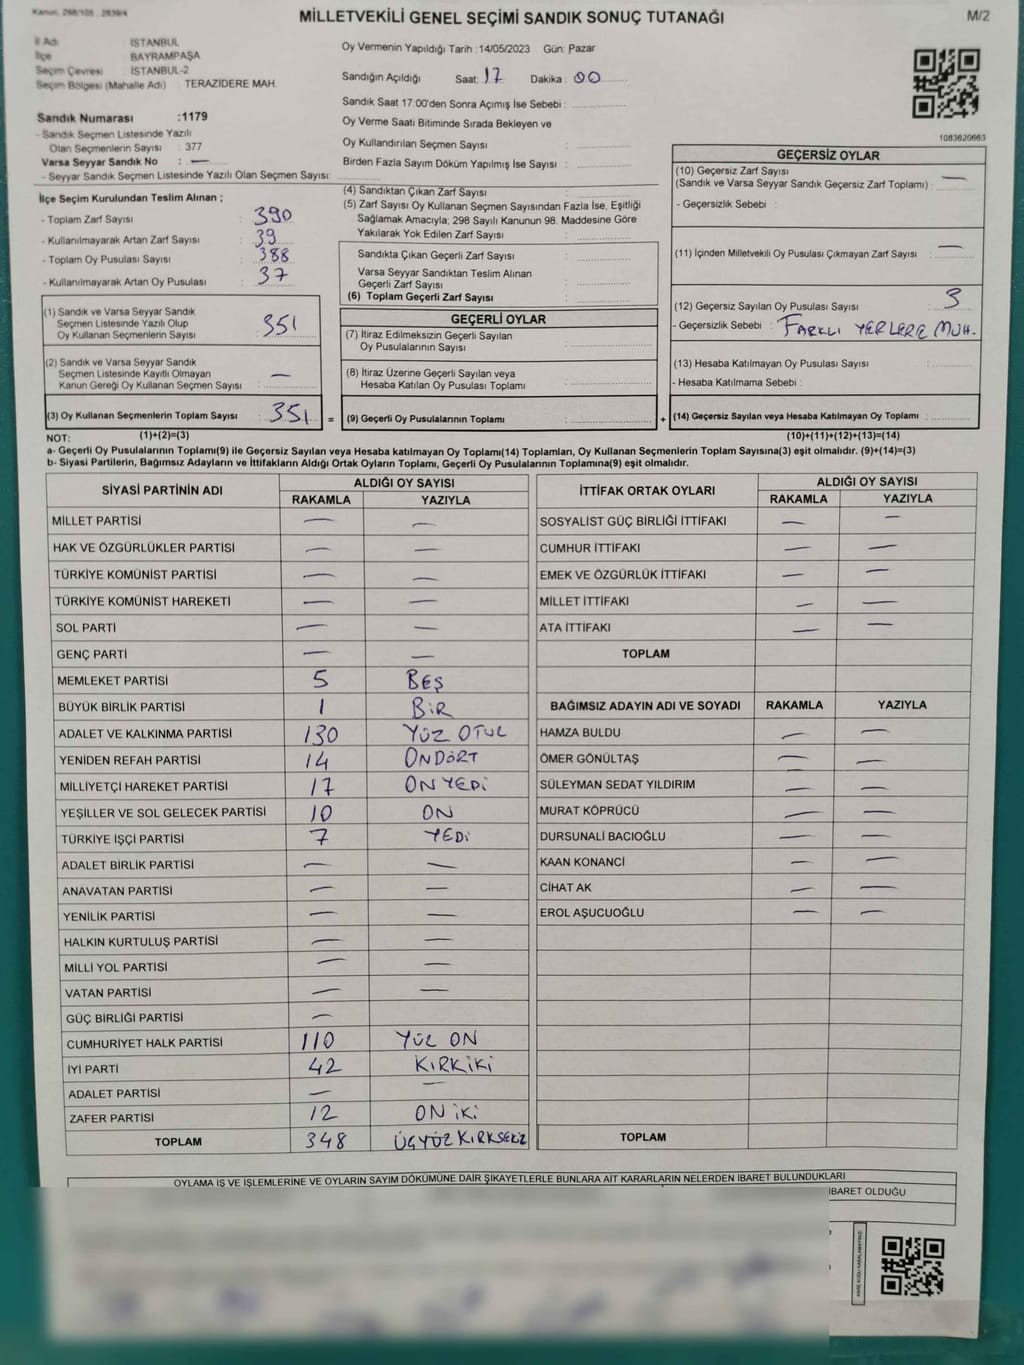 Kanun: 298/105 , 2839/4
MİLLETVEKİLİ GENEL SEÇİMİ SANDIK SONUÇ TUTANAĞI
M/2
İl Adı : İSTANBUL
İlçe : BAYRAMPAŞA
Seçim Çevresi : İSTANBUL-2
Seçim Bölgesi (Mahalle Adı) : TERAZİDERE MAH.
Oy Vermenin Yapıldığı Tarih : 14/05/2023 Gün: Pazar
Sandığın Açıldığı Saat: 17 Dakika : 00
Sandık Saat 17:00'den Sonra Açımış İse Sebebi :
Oy Verme Saati Bitiminde Sırada Bekleyen ve
Oy Kullandırılan Seçmen Sayısı :
Birden Fazla Sayım Döküm Yapılmış İse Sayısı :
1083620663
Sandık Numarası :1179
- Sandık Seçmen Listesinde Yazılı
Olan Seçmenlerin Sayısı : 377
Varsa Seyyar Sandık No : —
- Seyyar Sandık Seçmen Listesinde Yazılı Olan Seçmen Sayısı :
İlçe Seçim Kurulundan Teslim Alınan ;
- Toplam Zarf Sayısı : 390
- Kullanılmayarak Artan Zarf Sayısı : 39
- Toplam Oy Pusulası Sayısı : 388
- Kullanılmayarak Artan Oy Pusulası : 37
(1) Sandık ve Varsa Seyyar Sandık
Seçmen Listesinde Yazılı Olup
Oy Kullanan Seçmenlerin Sayısı : 351
(2) Sandık ve Varsa Seyyar Sandık
Seçmen Listesinde Kayıtlı Olmayan
Kanun Gereği Oy Kullanan Seçmen Sayısı : —
(3) Oy Kullanan Seçmenlerin Toplam Sayısı : 351 =
(1)+(2)=(3)
(4) Sandıktan Çıkan Zarf Sayısı :
(5) Zarf Sayısı Oy Kullanan Seçmen Sayısından Fazla İse, Eşitliği
Sağlamak Amacıyla; 298 Sayılı Kanunun 98. Maddesine Göre
Yakılarak Yok Edilen Zarf Sayısı :
Sandıkta Çıkan Geçerli Zarf Sayısı :
Varsa Seyyar Sandıktan Teslim Alınan
Geçerli Zarf Sayısı :
(6) Toplam Geçerli Zarf Sayısı :
GEÇERLİ OYLAR
(7) İtiraz Edilmeksizin Geçerli Sayılan
Oy Pusulalarının Sayısı :
(8) İtiraz Üzerine Geçerli Sayılan veya
Hesaba Katılan Oy Pusulası Toplamı :
(9) Geçerli Oy Pusulalarının Toplamı : +
GEÇERSİZ OYLAR
(10) Geçersiz Zarf Sayısı
(Sandık ve Varsa Seyyar Sandık Geçersiz Zarf Toplamı) : —
- Geçersizlik Sebebi :
(11) İçinden Milletvekili Oy Pusulası Çıkmayan Zarf Sayısı : —
(12) Geçersiz Sayılan Oy Pusulası Sayısı : 3
- Geçersizlik Sebebi : FARKLI YERLERE MÜH.
(13) Hesaba Katılmayan Oy Pusulası Sayısı :
- Hesaba Katılmama Sebebi :
(14) Geçersiz Sayılan veya Hesaba Katılmayan Oy Toplamı :
(10)+(11)+(12)+(13)=(14)
NOT:
a- Geçerli Oy Pusulalarının Toplamı(9) ile Geçersiz Sayılan veya Hesaba katılmayan Oy Toplamı(14) Toplamları, Oy Kullanan Seçmenlerin Toplam Sayısına(3) eşit olmalıdır. (9)+(14)=(3)
b- Siyasi Partilerin, Bağımsız Adayların ve İttifakların Aldığı Ortak Oyların Toplamı, Geçerli Oy Pusulalarının Toplamına(9) eşit olmalıdır.
SİYASİ PARTİNİN ADI ALDIĞI OY SAYISI
RAKAMLA YAZIYLA
MİLLET PARTİSİ — —
HAK VE ÖZGÜRLÜKLER PARTİSİ — —
TÜRKİYE KOMÜNİST PARTİSİ — —
TÜRKİYE KOMÜNİST HAREKETİ — —
SOL PARTİ — —
GENÇ PARTİ — —
MEMLEKET PARTİSİ 5 BEŞ
BÜYÜK BİRLİK PARTİSİ 1 BİR
ADALET VE KALKINMA PARTİSİ 130 YÜZ OTUZ
YENİDEN REFAH PARTİSİ 14 ONDÖRT
MİLLİYETÇİ HAREKET PARTİSİ 17 ONYEDİ
YEŞİLLER VE SOL GELECEK PARTİSİ 10 ON
TÜRKİYE İŞÇİ PARTİSİ 7 YEDİ
ADALET BİRLİK PARTİSİ — —
ANAVATAN PARTİSİ — —
YENİLİK PARTİSİ — —
HALKIN KURTULUŞ PARTİSİ — —
MİLLİ YOL PARTİSİ — —
VATAN PARTİSİ — —
GÜÇ BİRLİĞİ PARTİSİ —
CUMHURİYET HALK PARTİSİ 110 YÜZ ON
İYİ PARTİ 42 KIRKİKİ
ADALET PARTİSİ — —
ZAFER PARTİSİ 12 ON İKİ
TOPLAM 348 ÜÇYÜZ KIRKSEKİZ
İTTİFAK ORTAK OYLARI ALDIĞI OY SAYISI
RAKAMLA YAZIYLA
SOSYALİST GÜÇ BİRLİĞİ İTTİFAKI — —
CUMHUR İTTİFAKI — —
EMEK VE ÖZGÜRLÜK İTTİFAKI — —
MİLLET İTTİFAKI — —
ATA İTTİFAKI — —
TOPLAM
BAĞIMSIZ ADAYIN ADI VE SOYADI RAKAMLA YAZIYLA
HAMZA BULDU — —
ÖMER GÖNÜLTAŞ — —
SÜLEYMAN SEDAT YILDIRIM — —
MURAT KÖPRÜCÜ — —
DURSUNALİ BACIOĞLU — —
KAAN KONANCİ — —
CİHAT AK — —
EROL AŞUCUOĞLU — —
TOPLAM
OYLAMA İŞ VE İŞLEMLERİNE VE OYLARIN SAYIM DÖKÜMÜNE DAİR ŞİKAYETLERLE BUNLARA AİT KARARLARIN NELERDEN İBARET BULUNDUKLARI
İBARET OLDUĞU